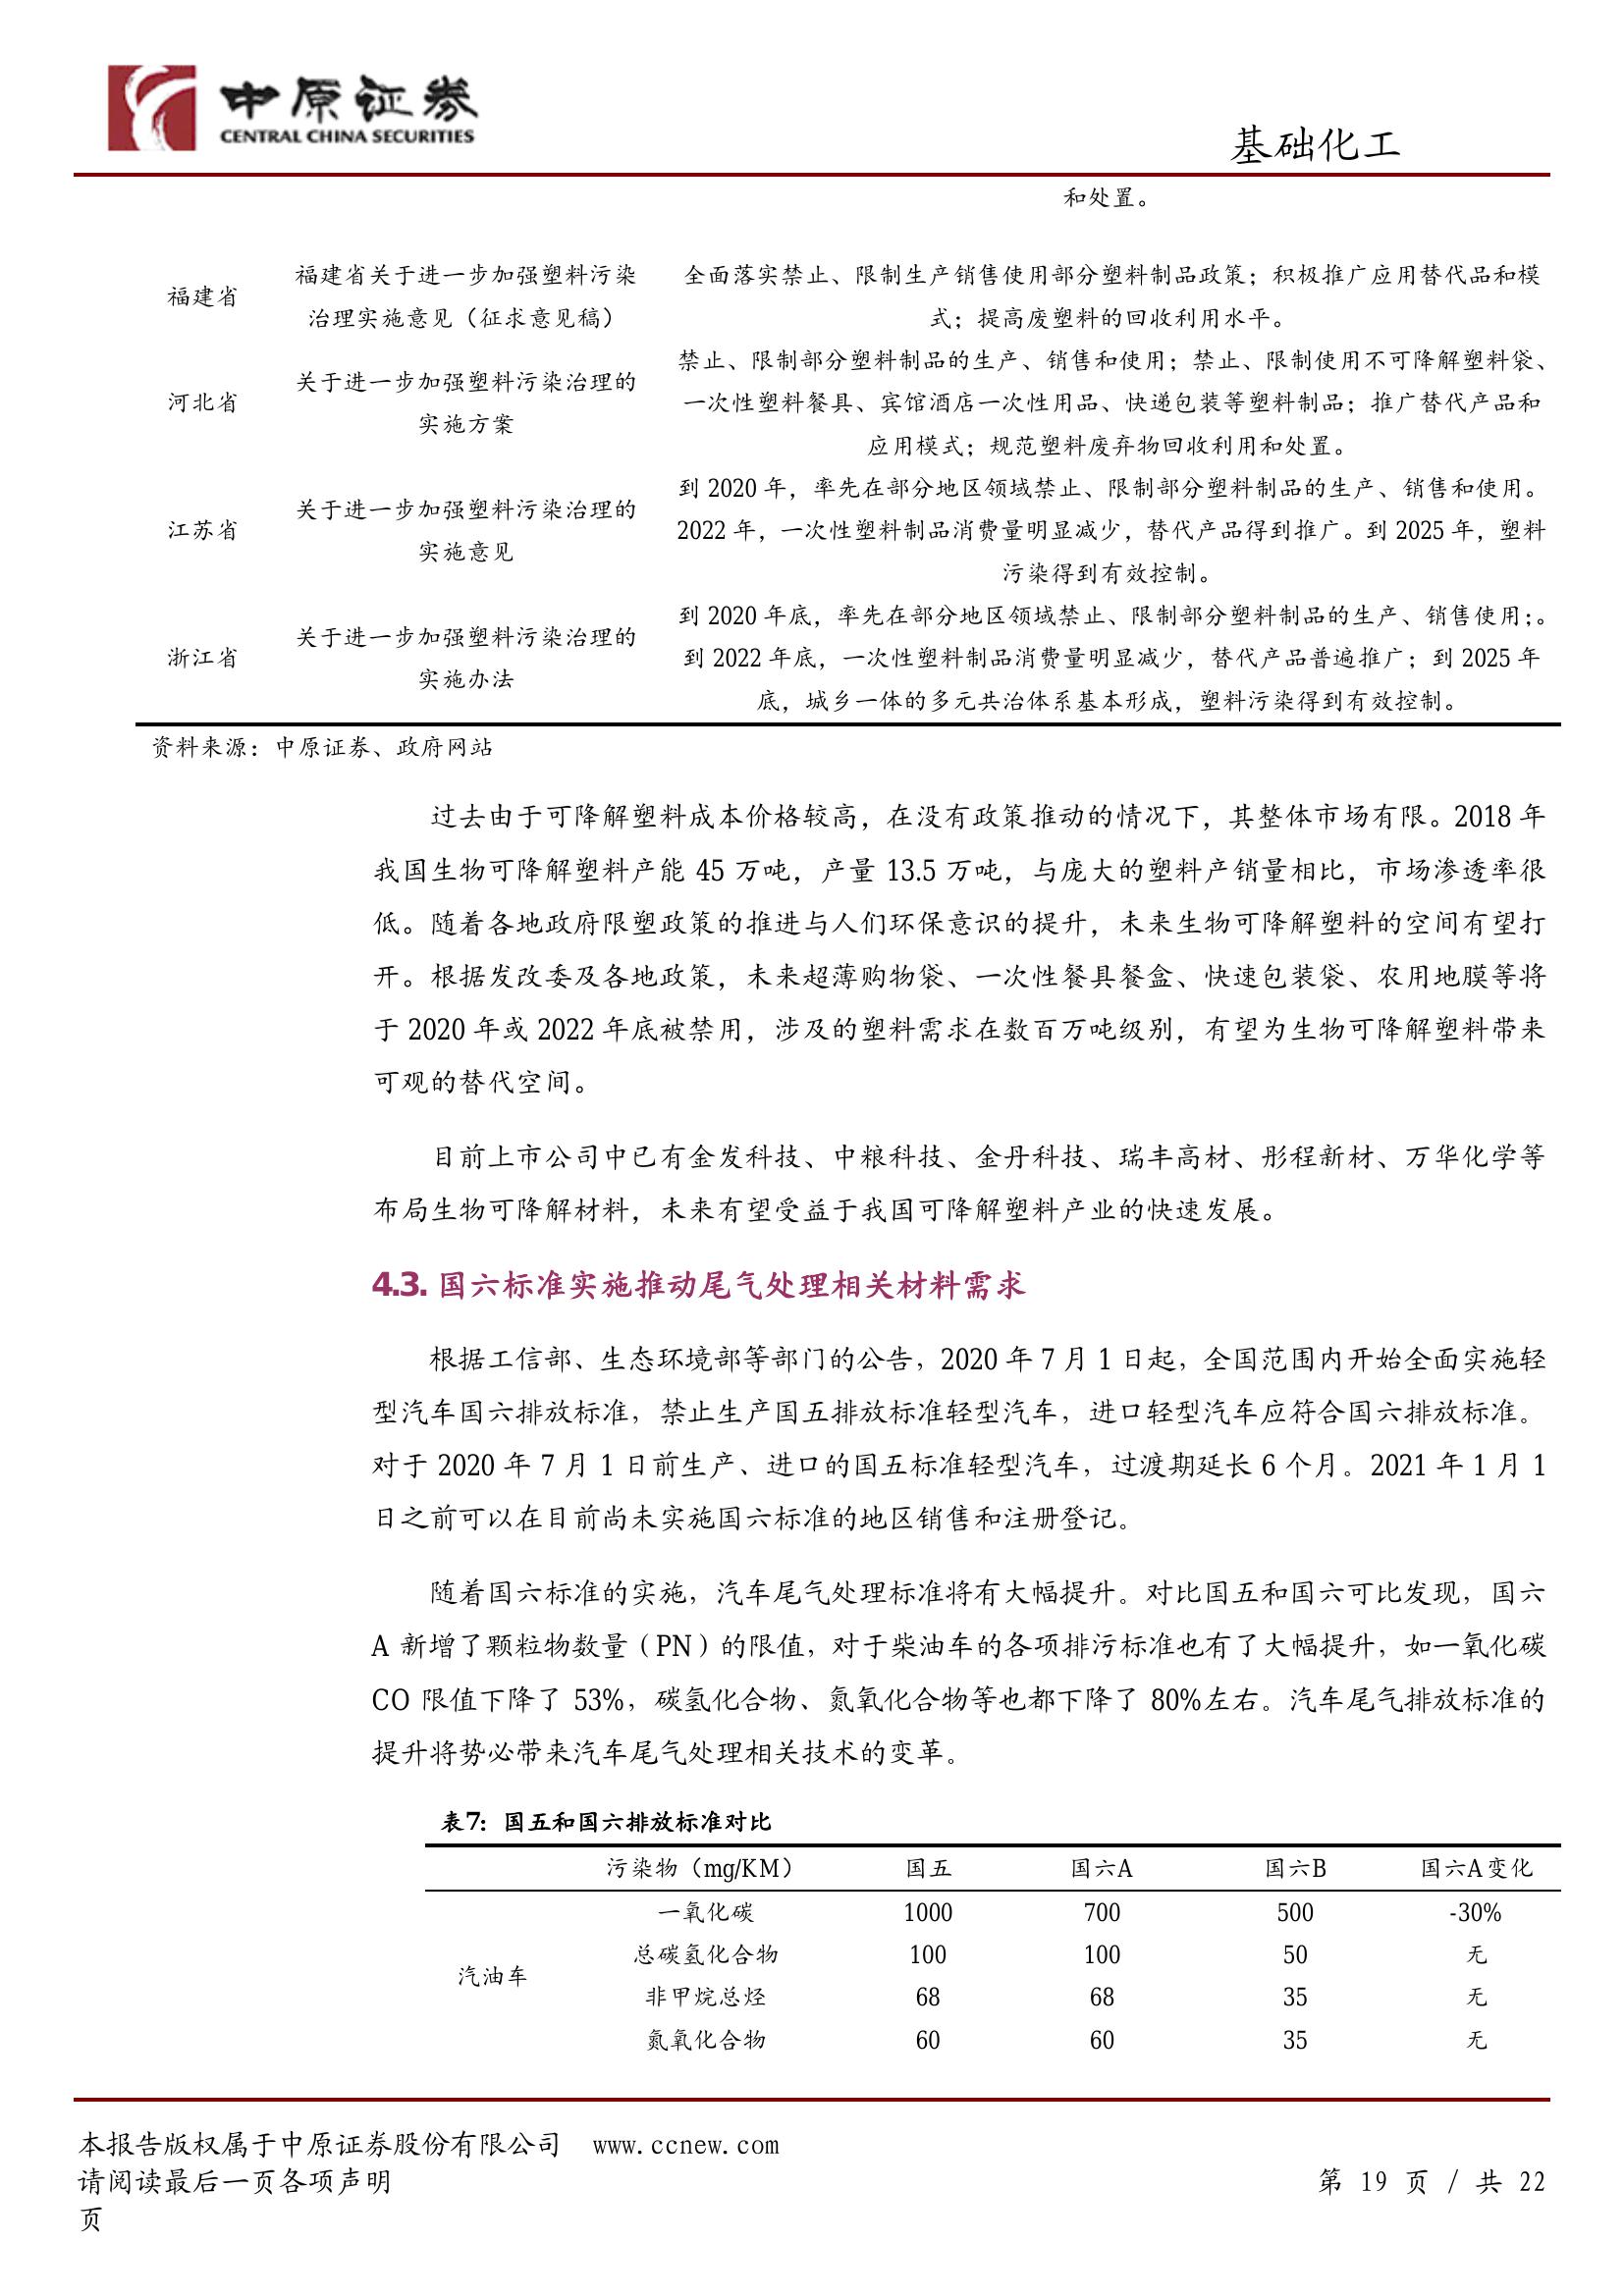 中原证券
CENTRAL CHINA SECURITIES
基础化工
和处置。
福建省
福建省关于进一步加强塑料污染
治理实施意见（征求意见稿）
全面落实禁止、限制生产销售使用部分塑料制品政策；积极推广应用替代品和模
式；提高废塑料的回收利用水平。
河北省
关于进一步加强塑料污染治理的
实施方案
禁止、限制部分塑料制品的生产、销售和使用；禁止、限制使用不可降解塑料袋、
一次性塑料餐具、宾馆酒店一次性用品、快递包装等塑料制品；推广替代产品和
应用模式；规范塑料废弃物回收利用和处置。
江苏省
关于进一步加强塑料污染治理的
实施意见
到 2020 年，率先在部分地区领域禁止、限制部分塑料制品的生产、销售和使用。
2022 年，一次性塑料制品消费量明显减少，替代产品得到推广。到 2025 年，塑料
污染得到有效控制。
浙江省
关于进一步加强塑料污染治理的
实施办法
到 2020 年底，率先在部分地区领域禁止、限制部分塑料制品的生产、销售使用；。
到 2022 年底，一次性塑料制品消费量明显减少，替代产品普遍推广；到 2025 年
底，城乡一体的多元共治体系基本形成，塑料污染得到有效控制。
资料来源：中原证券、政府网站
过去由于可降解塑料成本价格较高，在没有政策推动的情况下，其整体市场有限。2018 年
我国生物可降解塑料产能 45 万吨，产量 13.5 万吨，与庞大的塑料产销量相比，市场渗透率很
低。随着各地政府限塑政策的推进与人们环保意识的提升，未来生物可降解塑料的空间有望打
开。根据发改委及各地政策，未来超薄购物袋、一次性餐具餐盒、快速包装袋、农用地膜等将
于 2020 年或 2022 年底被禁用，涉及的塑料需求在数百万吨级别，有望为生物可降解塑料带来
可观的替代空间。
目前上市公司中已有金发科技、中粮科技、金丹科技、瑞丰高材、彤程新材、万华化学等
布局生物可降解材料，未来有望受益于我国可降解塑料产业的快速发展。
4.3. 国六标准实施推动尾气处理相关材料需求
根据工信部、生态环境部等部门的公告，2020 年 7 月 1 日起，全国范围内开始全面实施轻
型汽车国六排放标准，禁止生产国五排放标准轻型汽车，进口轻型汽车应符合国六排放标准。
对于 2020 年 7 月 1 日前生产、进口的国五标准轻型汽车，过渡期延长 6 个月。2021 年 1 月 1
日之前可以在目前尚未实施国六标准的地区销售和注册登记。
随着国六标准的实施，汽车尾气处理标准将有大幅提升。对比国五和国六可比发现，国六
A 新增了颗粒物数量（PN）的限值，对于柴油车的各项排污标准也有了大幅提升，如一氧化碳
CO 限值下降了 53%，碳氢化合物、氮氧化合物等也都下降了 80%左右。汽车尾气排放标准的
提升将势必带来汽车尾气处理相关技术的变革。
表7：国五和国六排放标准对比
污染物（mg/KM） 国五 国六A 国六B 国六A变化
汽油车
一氧化碳 1000 700 500 -30%
总碳氢化合物 100 100 50 无
非甲烷总烃 68 68 35 无
氮氧化合物 60 60 35 无
本报告版权属于中原证券股份有限公司 www.ccnew.com
请阅读最后一页各项声明 第 19 页 / 共 22
页